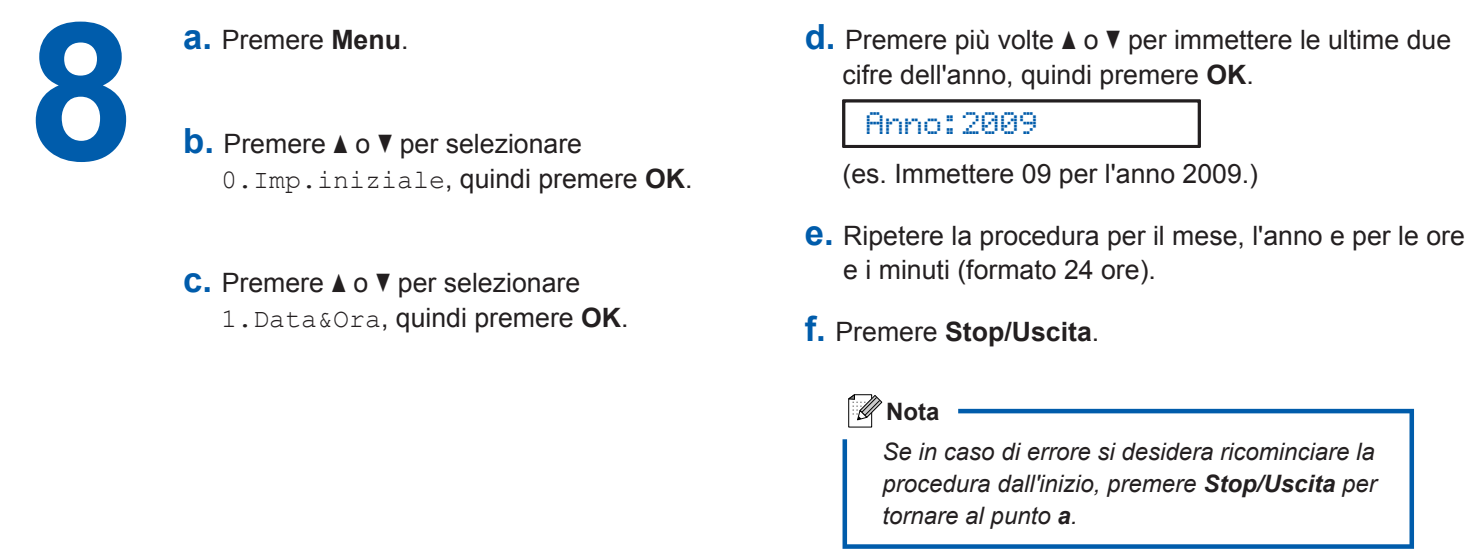 8
a. Premere Menu.
b. Premere ▲ o ▼ per selezionare
0.Imp.iniziale, quindi premere OK.
c. Premere ▲ o ▼ per selezionare
1.Data&Ora, quindi premere OK.
d. Premere più volte ▲ o ▼ per immettere le ultime due
cifre dell'anno, quindi premere OK.
Anno:2009
(es. Immettere 09 per l'anno 2009.)
e. Ripetere la procedura per il mese, l'anno e per le ore
e i minuti (formato 24 ore).
f. Premere Stop/Uscita.
Nota
Se in caso di errore si desidera ricominciare la
procedura dall'inizio, premere Stop/Uscita per
tornare al punto a.